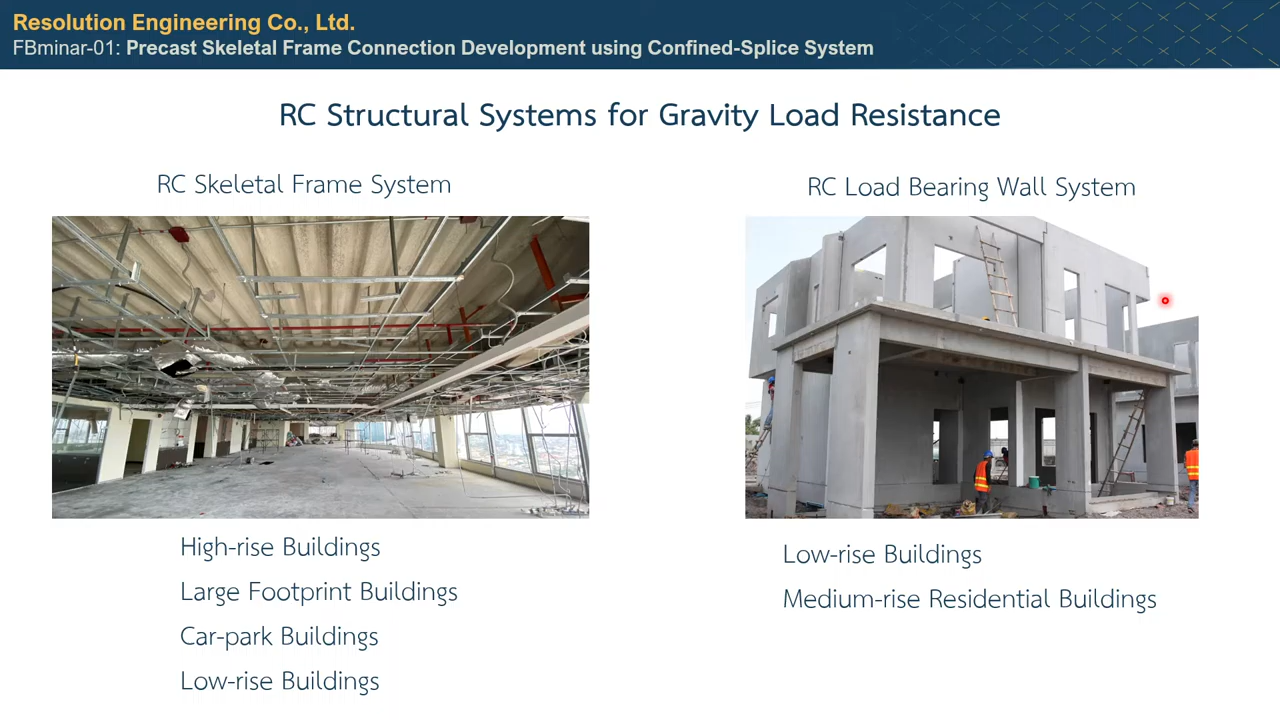 Resolution Engineering Co., Ltd.
FBminar-01: Precast Skeletal Frame Connection Development using Confined-Splice System
RC Structural Systems for Gravity Load Resistance
RC Skeletal Frame System
High-rise Buildings
Large Footprint Buildings
Car-park Buildings
Low-rise Buildings
RC Load Bearing Wall System
Low-rise Buildings
Medium-rise Residential Buildings